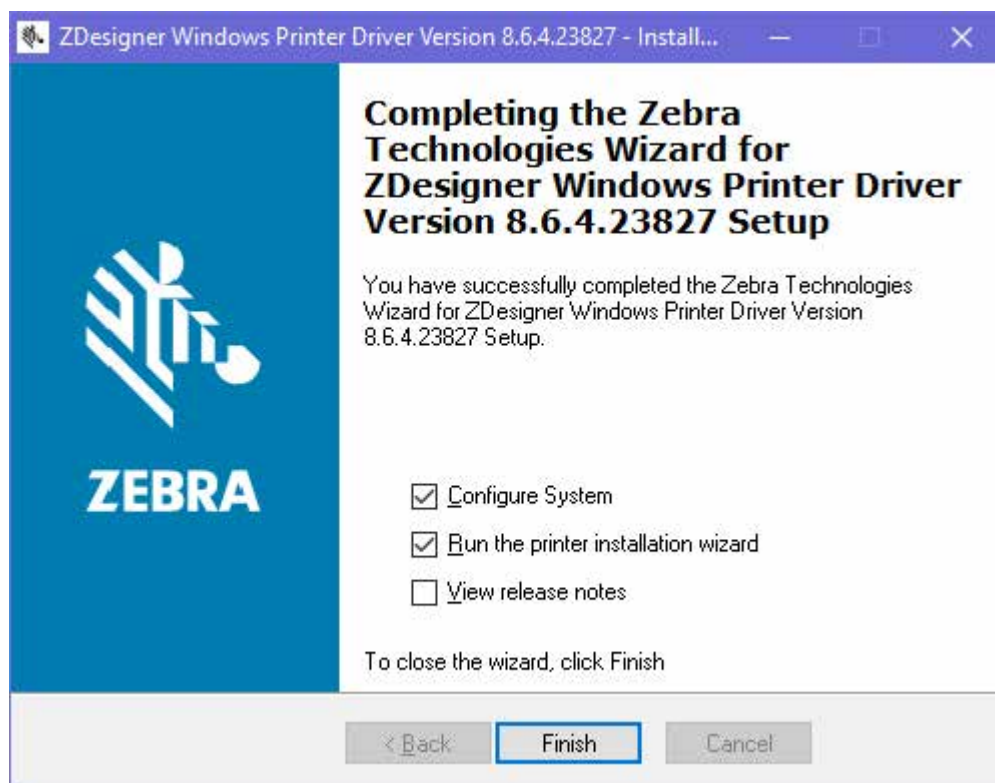 ZDesigner Windows Printer Driver Version 8.6.4.23827 - Install...
Completing the Zebra
Technologies Wizard for
ZDesigner Windows Printer Driver
Version 8.6.4.23827 Setup
You have successfully completed the Zebra Technologies
Wizard for ZDesigner Windows Printer Driver Version
8.6.4.23827 Setup.
ZEBRA
Configure System
Run the printer installation wizard
View release notes
To close the wizard, click Finish
< Back
Finish
Cancel